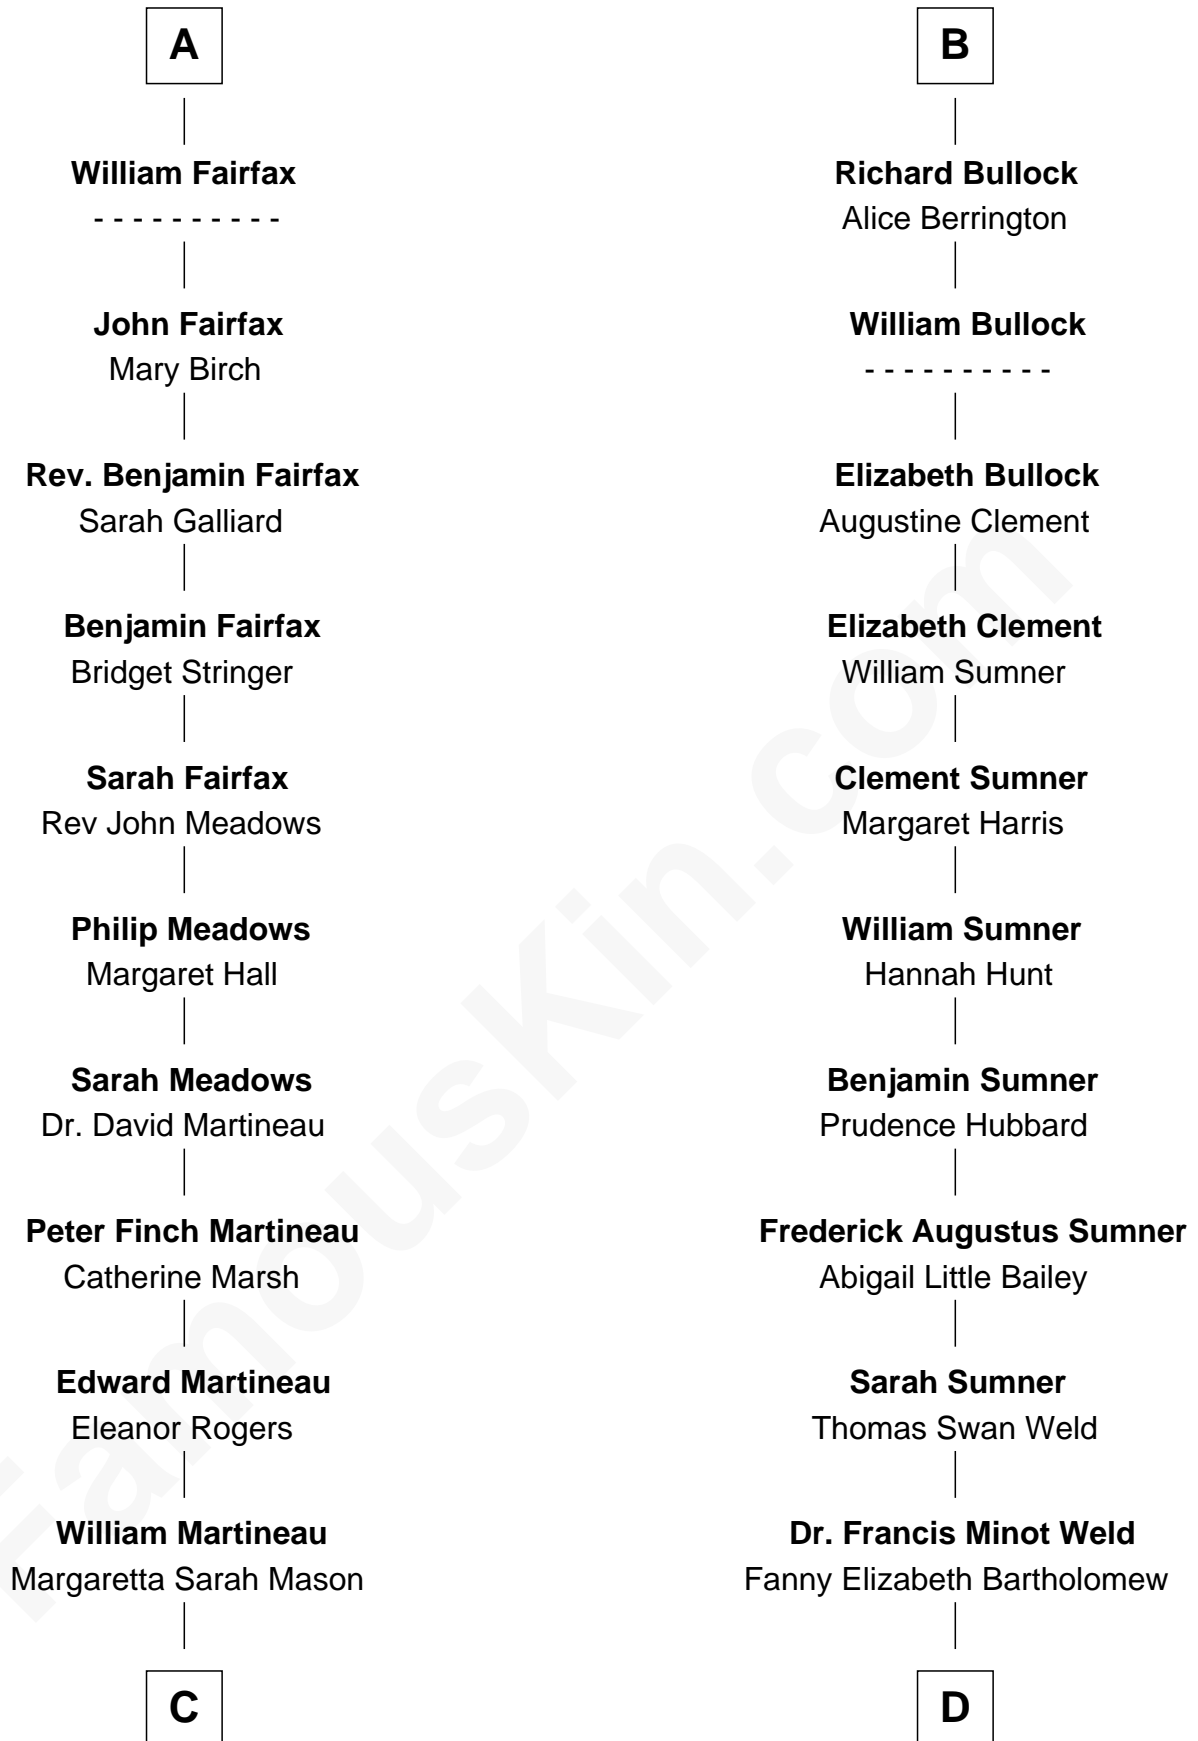 A
William Fairfax
- - - - - - - - - -
John Fairfax
Mary Birch
Rev. Benjamin Fairfax
Sarah Galliard
Benjamin Fairfax
Bridget Stringer
Sarah Fairfax
Rev John Meadows
Philip Meadows
Margaret Hall
Sarah Meadows
Dr. David Martineau
Peter Finch Martineau
Catherine Marsh
Edward Martineau
Eleanor Rogers
William Martineau
Margaretta Sarah Mason
C
B
Richard Bullock
Alice Berrington
William Bullock
- - - - - - - - - -
Elizabeth Bullock
Augustine Clement
Elizabeth Clement
William Sumner
Clement Sumner
Margaret Harris
William Sumner
Hannah Hunt
Benjamin Sumner
Prudence Hubbard
Frederick Augustus Sumner
Abigail Little Bailey
Sarah Sumner
Thomas Swan Weld
Dr. Francis Minot Weld
Fanny Elizabeth Bartholomew
D
FamousKin.com